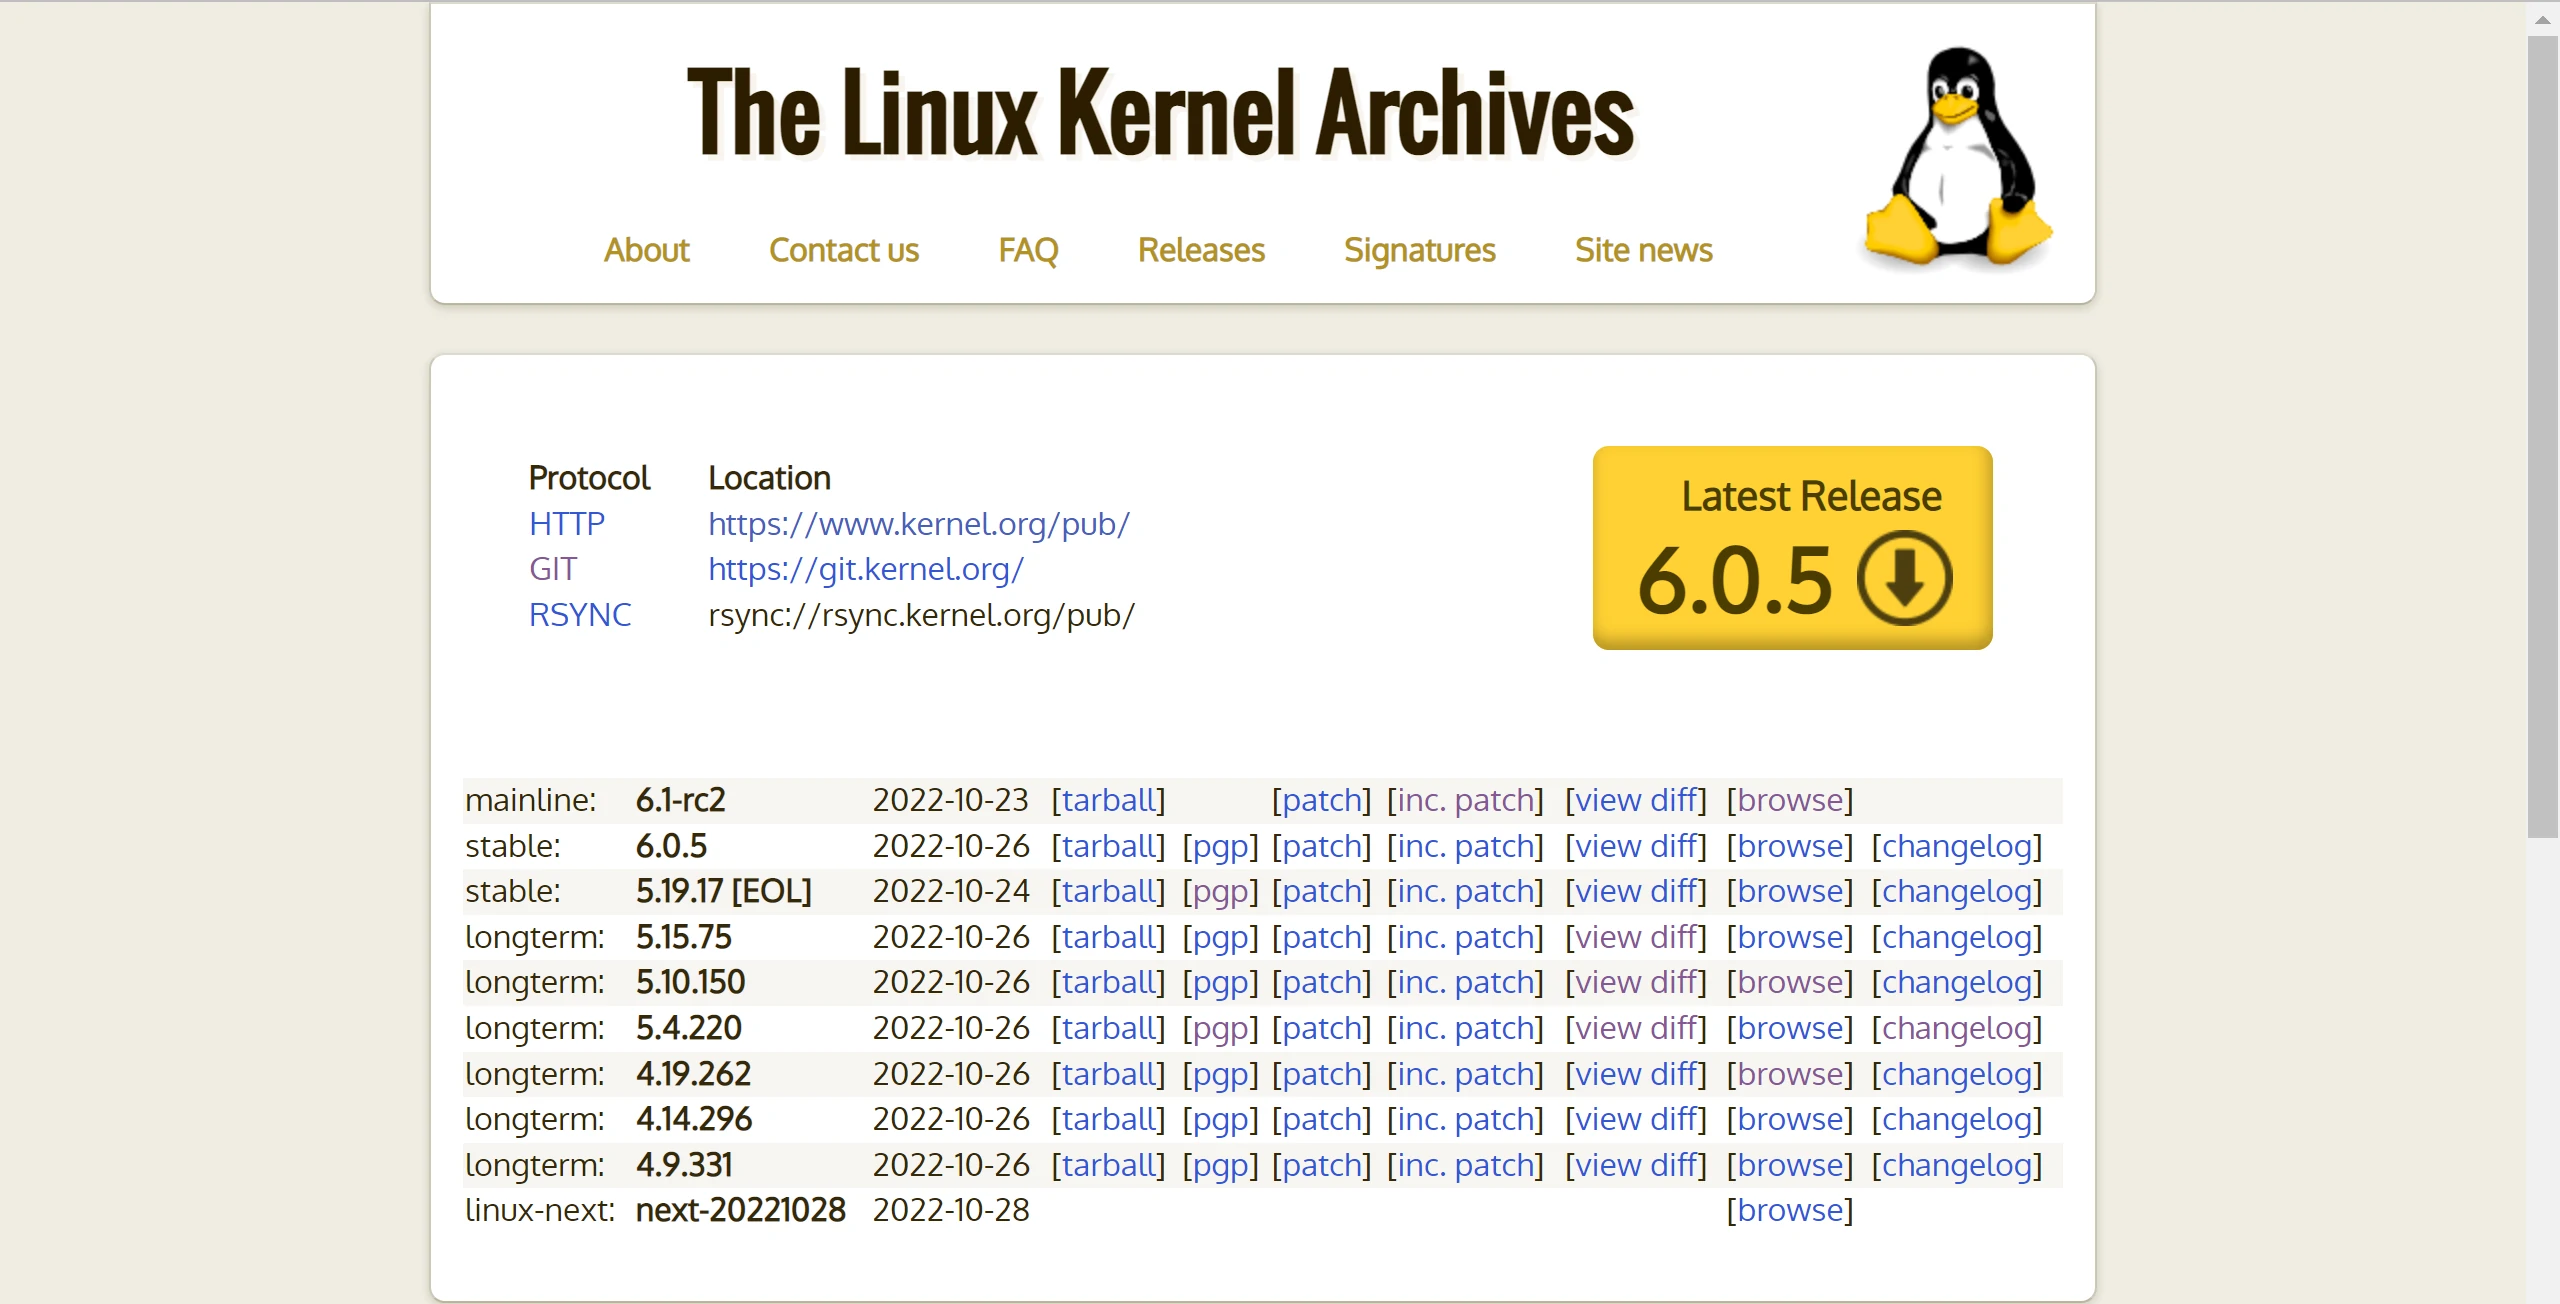 The Linux Kernel Archives
About Contact us FAQ Releases Signatures Site news
Protocol Location
HTTP https://www.kernel.org/pub/
GIT https://git.kernel.org/
RSYNC rsync://rsync.kernel.org/pub/
Latest Release
6.0.5
mainline: 6.1-rc2 2022-10-23 [tarball] [patch] [inc. patch] [view diff] [browse]
stable: 6.0.5 2022-10-26 [tarball] [pgp] [patch] [inc. patch] [view diff] [browse] [changelog]
stable: 5.19.17 [EOL] 2022-10-24 [tarball] [pgp] [patch] [inc. patch] [view diff] [browse] [changelog]
longterm: 5.15.75 2022-10-26 [tarball] [pgp] [patch] [inc. patch] [view diff] [browse] [changelog]
longterm: 5.10.150 2022-10-26 [tarball] [pgp] [patch] [inc. patch] [view diff] [browse] [changelog]
longterm: 5.4.220 2022-10-26 [tarball] [pgp] [patch] [inc. patch] [view diff] [browse] [changelog]
longterm: 4.19.262 2022-10-26 [tarball] [pgp] [patch] [inc. patch] [view diff] [browse] [changelog]
longterm: 4.14.296 2022-10-26 [tarball] [pgp] [patch] [inc. patch] [view diff] [browse] [changelog]
longterm: 4.9.331 2022-10-26 [tarball] [pgp] [patch] [inc. patch] [view diff] [browse] [changelog]
linux-next: next-20221028 2022-10-28 [browse]